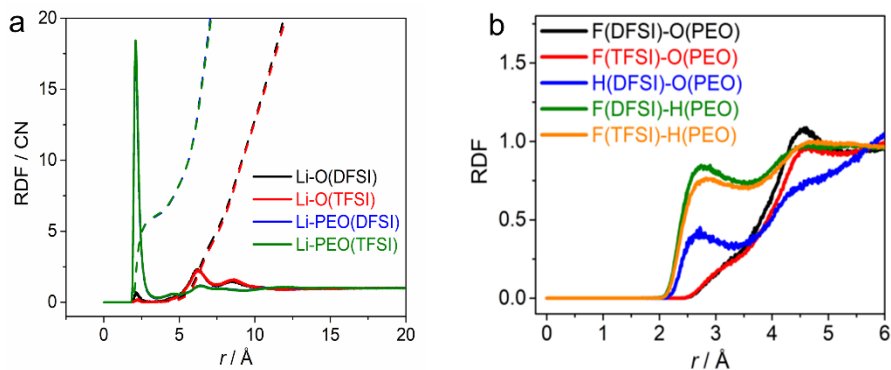 a
20
15
10
5
0
RDF / CN
Li-O(DFSI)
Li-O(TFSI)
Li-PEO(DFSI)
Li-PEO(TFSI)
0 5 10 15 20
r / Å
b
F(DFSI)-O(PEO)
F(TFSI)-O(PEO)
H(DFSI)-O(PEO)
F(DFSI)-H(PEO)
F(TFSI)-H(PEO)
1.5
1.0
0.5
0.0
RDF
0 1 2 3 4 5 6
r / Å